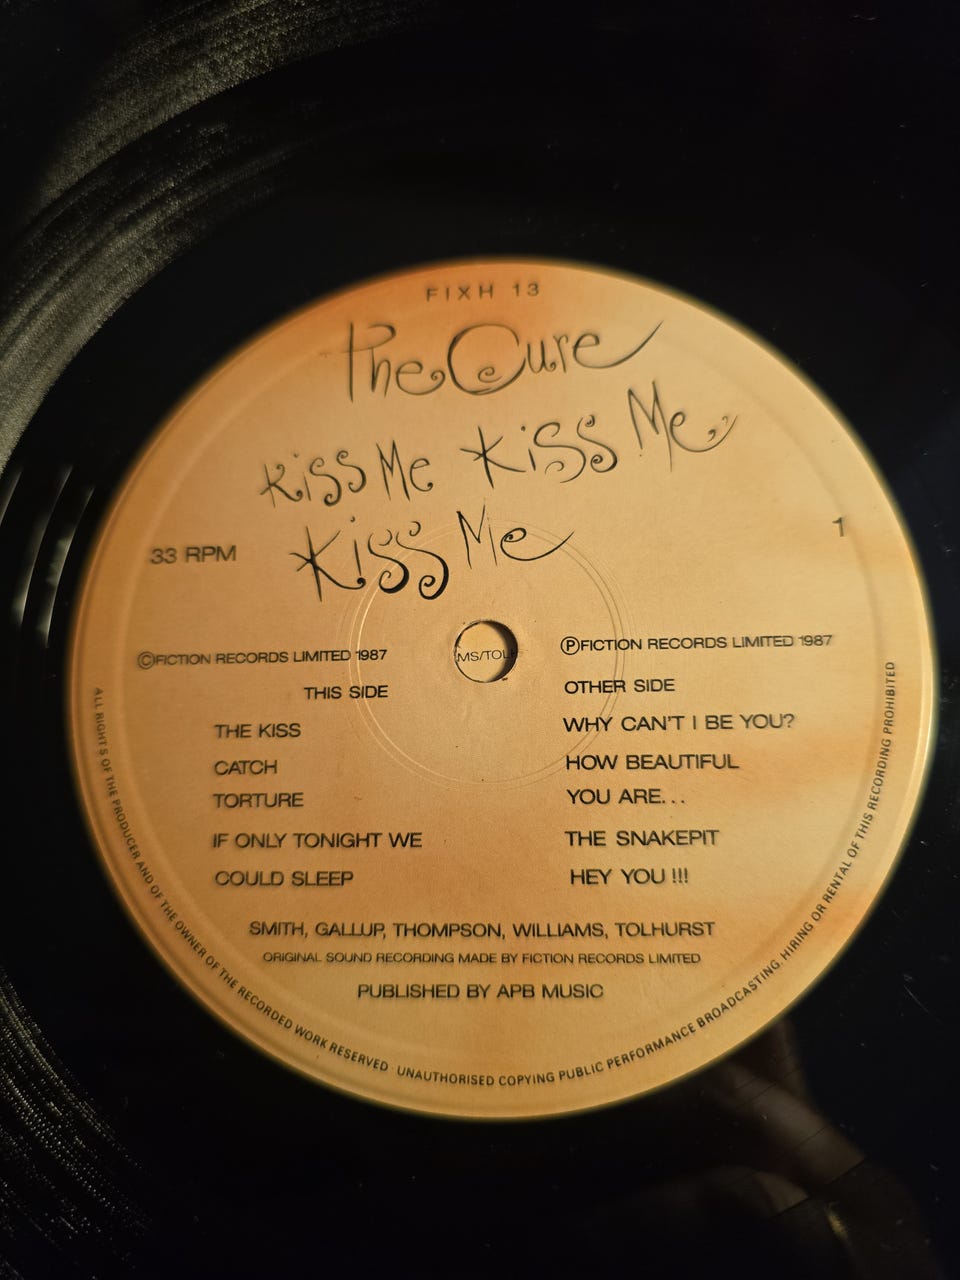 FIXH 13
The Cure
Kiss Me Kiss Me
Kiss Me
33 RPM
1
©FICTION RECORDS LIMITED 1987
℗FICTION RECORDS LIMITED 1987
THIS SIDE
THE KISS
CATCH
TORTURE
IF ONLY TONIGHT WE
COULD SLEEP
OTHER SIDE
WHY CAN'T I BE YOU?
HOW BEAUTIFUL
YOU ARE...
THE SNAKEPIT
HEY YOU !!!
SMITH, GALLUP, THOMPSON, WILLIAMS, TOLHURST
ORIGINAL SOUND RECORDING MADE BY FICTION RECORDS LIMITED
PUBLISHED BY APB MUSIC
ALL RIGHTS OF THE PRODUCER AND OF THE OWNER OF THE RECORDED WORK RESERVED UNAUTHORISED COPYING PUBLIC PERFORMANCE BROADCASTING, HIRING OR RENTAL OF THIS RECORDING PROHIBITED